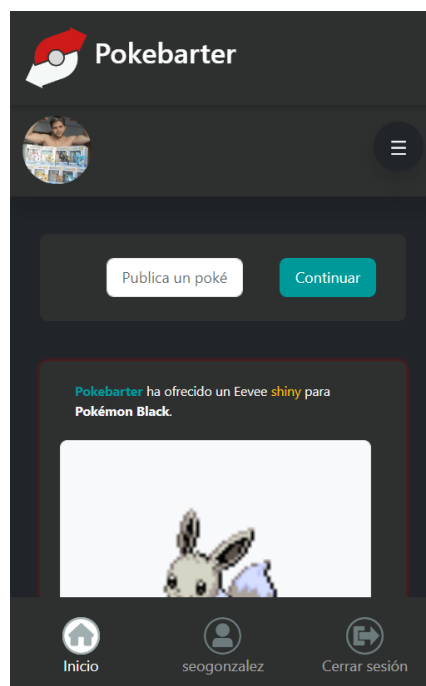 Pokebarter
Publica un poké
Continuar
Pokebarter ha ofrecido un Eevee shiny para
Pokémon Black.
Inicio
seogonzalez
Cerrar sesión